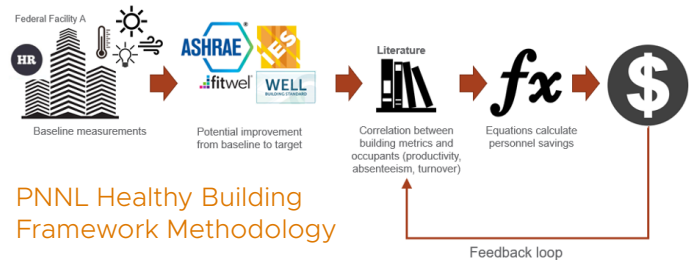 Federal Facility A
HR
Baseline measurements
ASHRAE®
IES
fitwel®
WELL
BUILDING STANDARD
Potential improvement
from baseline to target
Literature
Correlation between
building metrics and
occupants (productivity,
absenteeism, turnover)
fx
Equations calculate
personnel savings
$
Feedback loop
PNNL Healthy Building
Framework Methodology